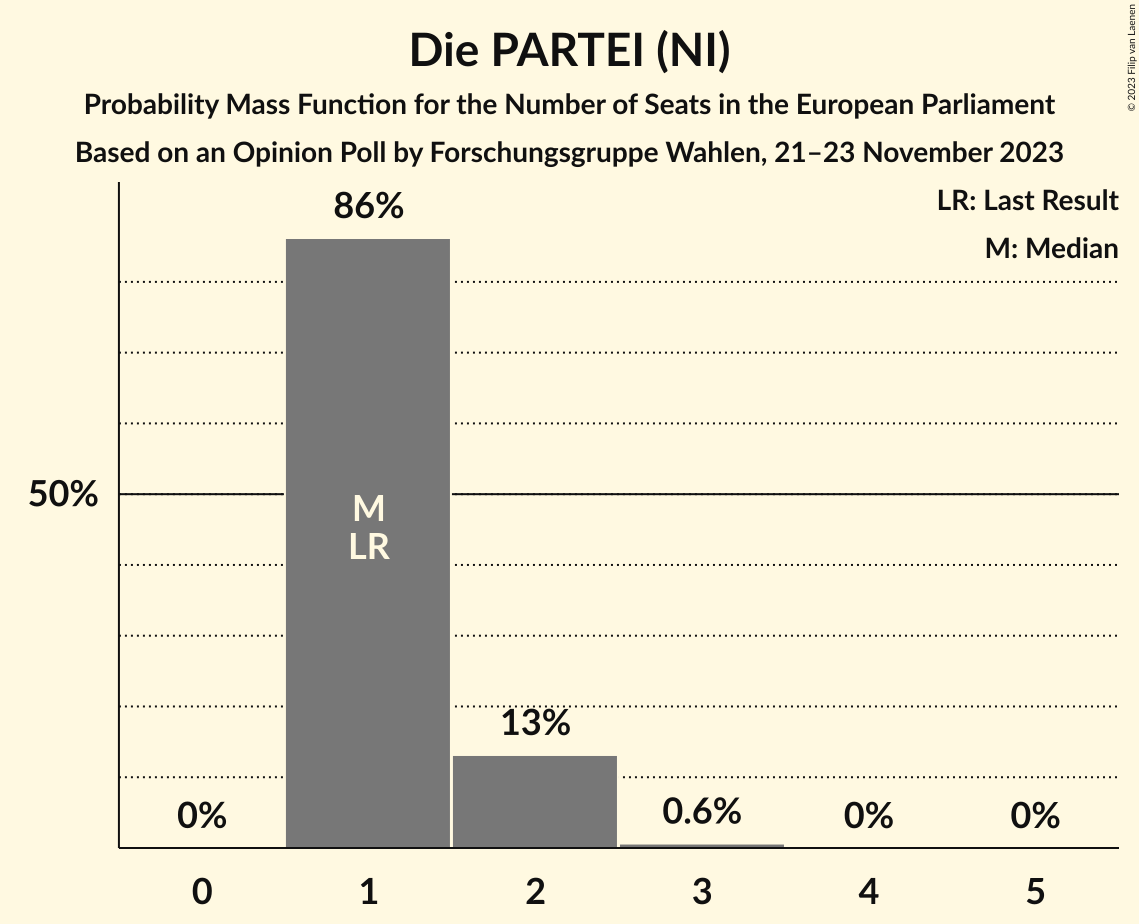 Die PARTEI (NI)
Probability Mass Function for the Number of Seats in the European Parliament
Based on an Opinion Poll by Forschungsgruppe Wahlen, 21–23 November 2023
© 2023 Filip van Laenen
LR: Last Result
M: Median
86%
50%
M
LR
13%
0%
0.6%
0%
0%
0
1
2
3
4
5